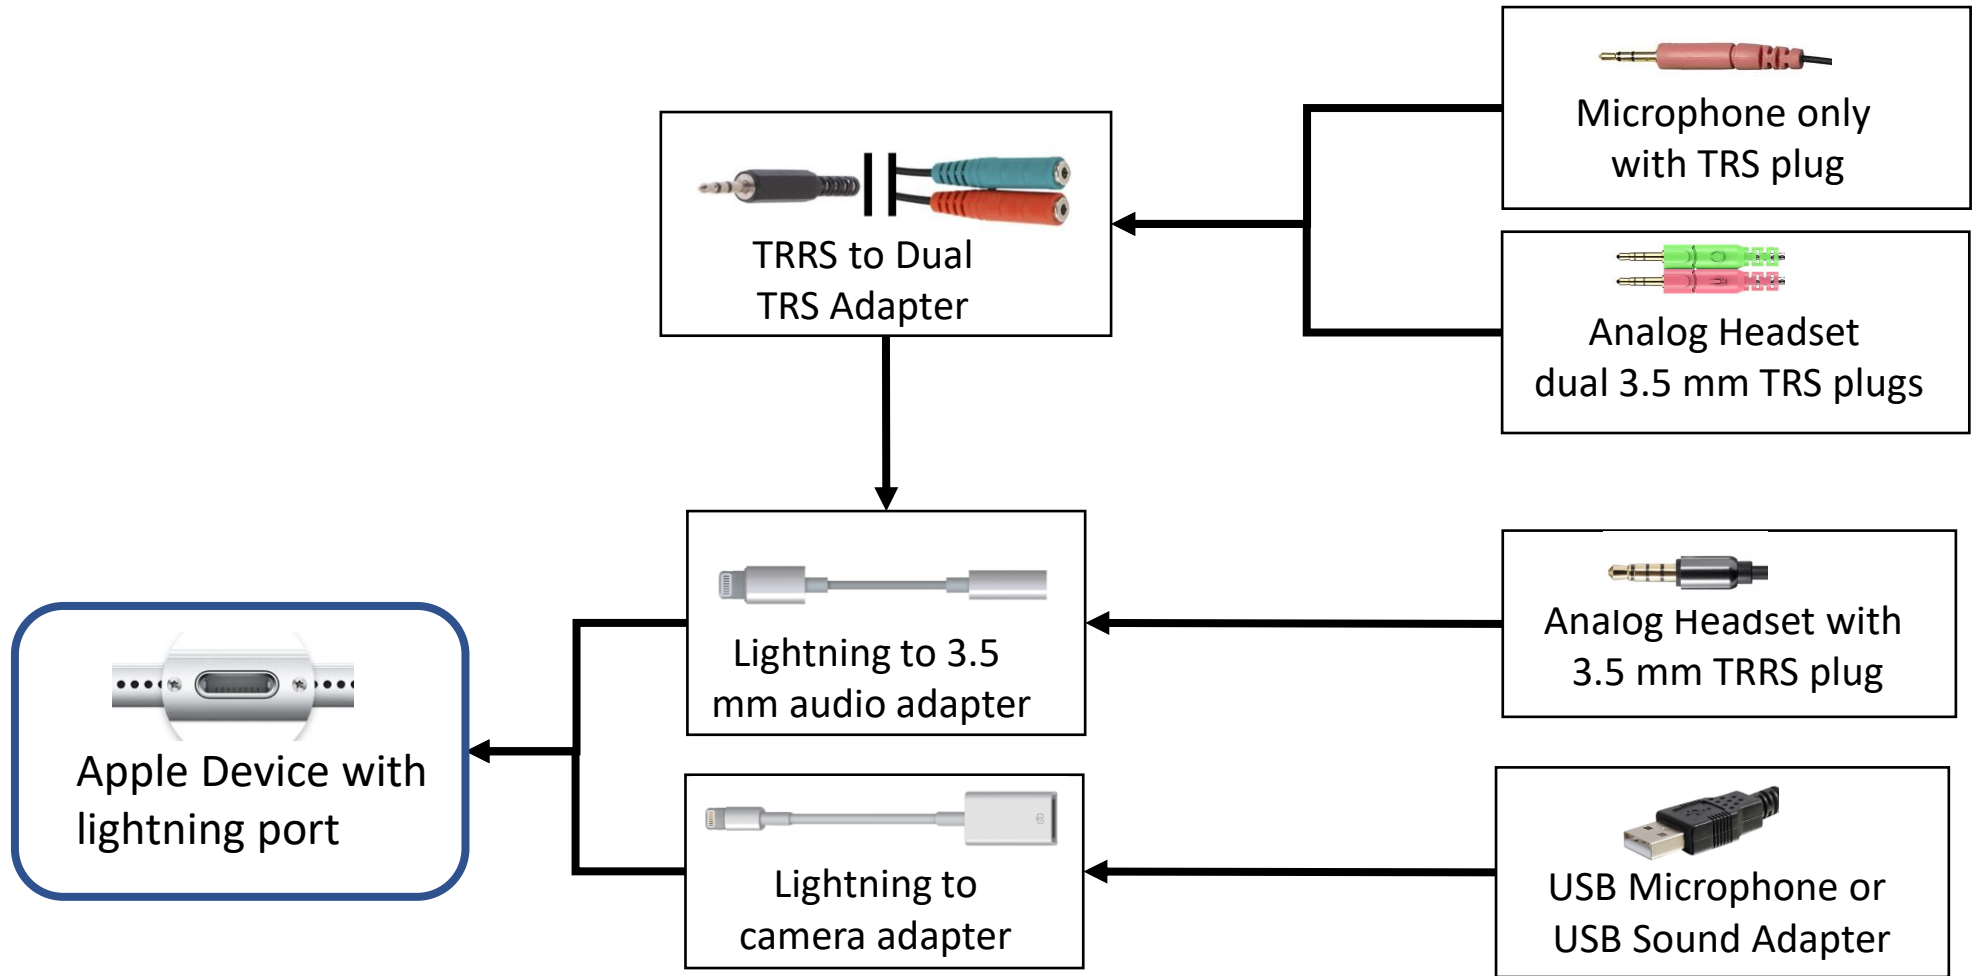 Microphone only
with TRS plug
TRRS to Dual
TRS Adapter
Analog Headset
dual 3.5 mm TRS plugs
Lightning to 3.5
mm audio adapter
Analog Headset with
3.5 mm TRRS plug
Apple Device with
lightning port
Lightning to
camera adapter
USB Microphone or
USB Sound Adapter